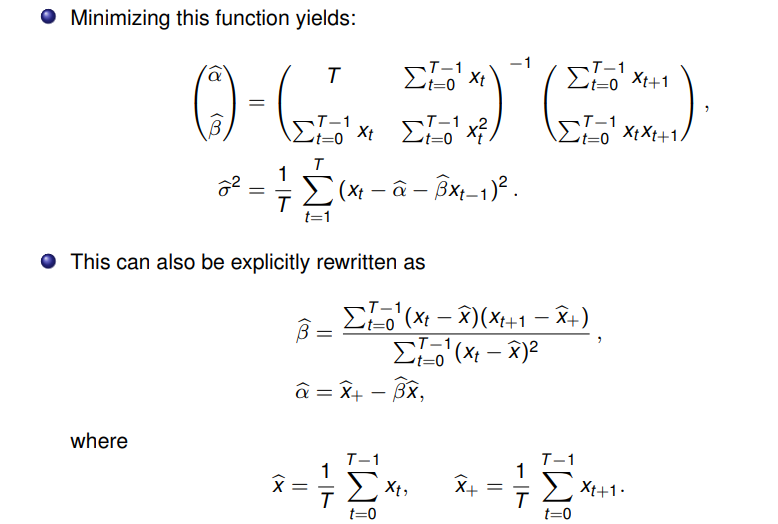 Minimizing this function yields:
$\begin{pmatrix} \widehat{\alpha} \\ \widehat{\beta} \end{pmatrix} = \begin{pmatrix} T & \sum_{t=0}^{T-1} x_t \\ \sum_{t=0}^{T-1} x_t & \sum_{t=0}^{T-1} x_t^2 \end{pmatrix}^{-1} \begin{pmatrix} \sum_{t=0}^{T-1} x_{t+1} \\ \sum_{t=0}^{T-1} x_t x_{t+1} \end{pmatrix},$
$\widehat{\sigma}^2 = \frac{1}{T} \sum_{t=1}^{T} (x_t - \widehat{\alpha} - \widehat{\beta} x_{t-1})^2.$
This can also be explicitly rewritten as
$\widehat{\beta} = \frac{\sum_{t=0}^{T-1} (x_t - \widehat{x})(x_{t+1} - \widehat{x}_+)}{\sum_{t=0}^{T-1} (x_t - \widehat{x})^2},$
$\widehat{\alpha} = \widehat{x}_+ - \widehat{\beta}\widehat{x},$
where
$\widehat{x} = \frac{1}{T} \sum_{t=0}^{T-1} x_t, \quad \widehat{x}_+ = \frac{1}{T} \sum_{t=0}^{T-1} x_{t+1}.$